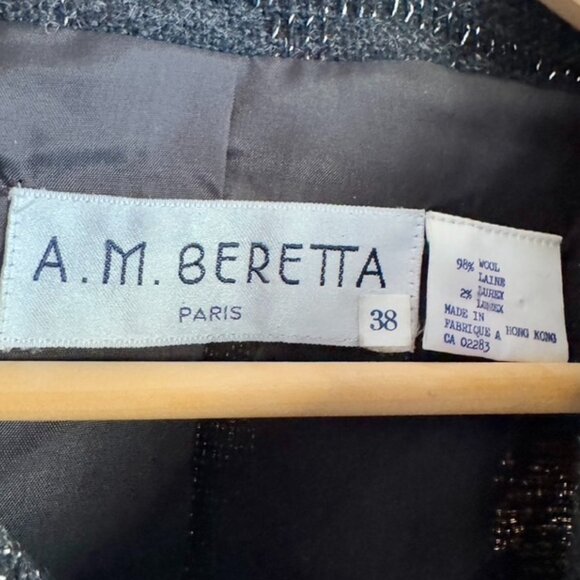 A.M. BERETTA
PARIS
38
98% WOOL
LAINE
2% LUREX
LUREX
MADE IN
FABRIQUE A HONG KONG
CA 02283